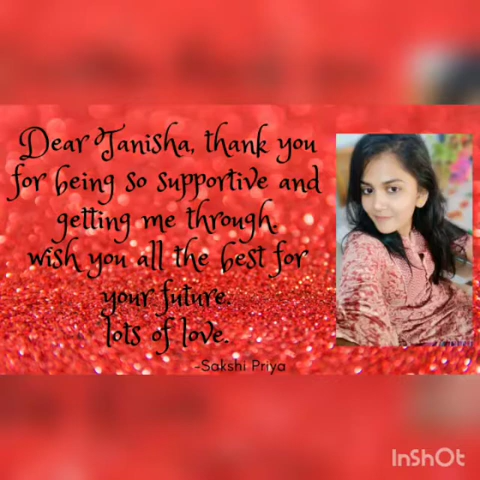 Dear Tanisha, thank you
for being so supportive and
getting me through.
wish you all the best for
your future.
lots of love.
-Sakshi Priya
InShOt